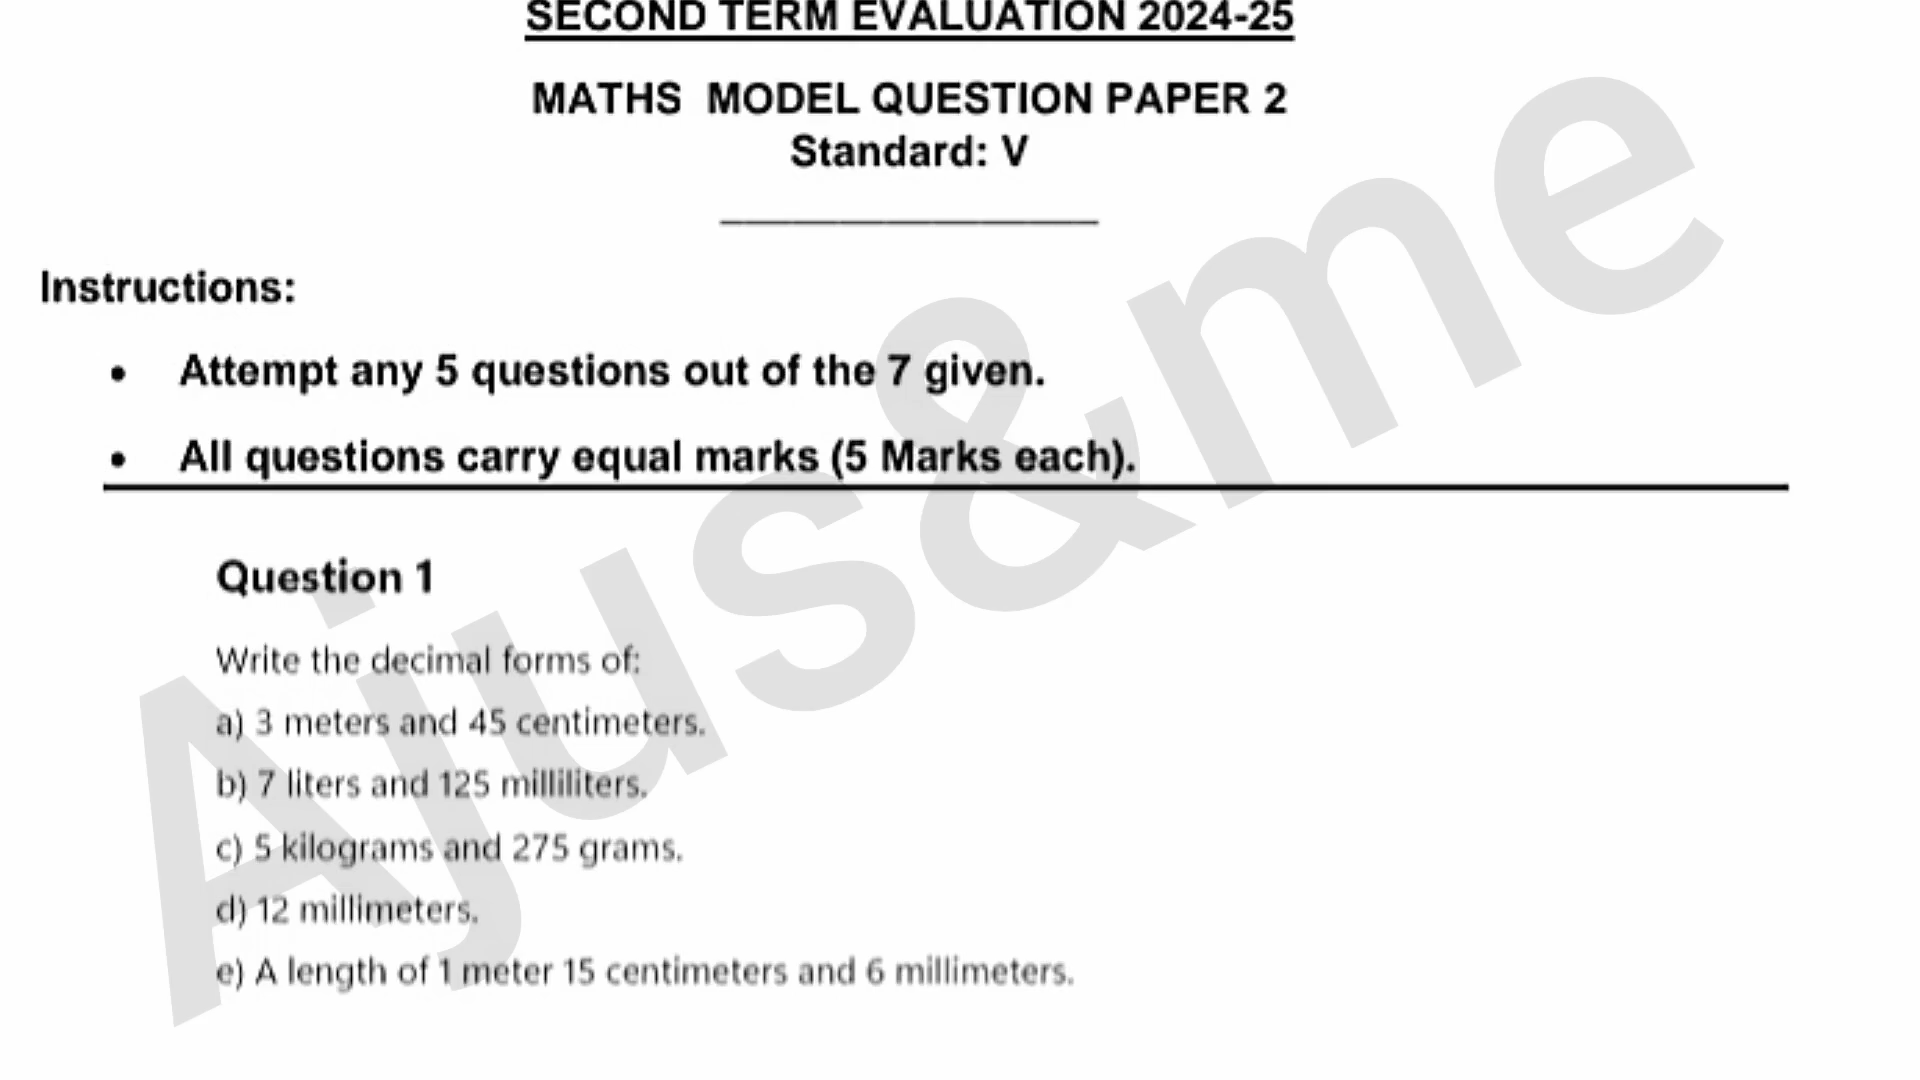 SECOND TERM EVALUATION 2024-25
MATHS MODEL QUESTION PAPER 2
Standard: V
Instructions:
• Attempt any 5 questions out of the 7 given.
• All questions carry equal marks (5 Marks each).
Question 1
Write the decimal forms of:
a) 3 meters and 45 centimeters.
b) 7 liters and 125 milliliters.
c) 5 kilograms and 275 grams.
d) 12 millimeters.
e) A length of 1 meter 15 centimeters and 6 millimeters.
Ajus&me